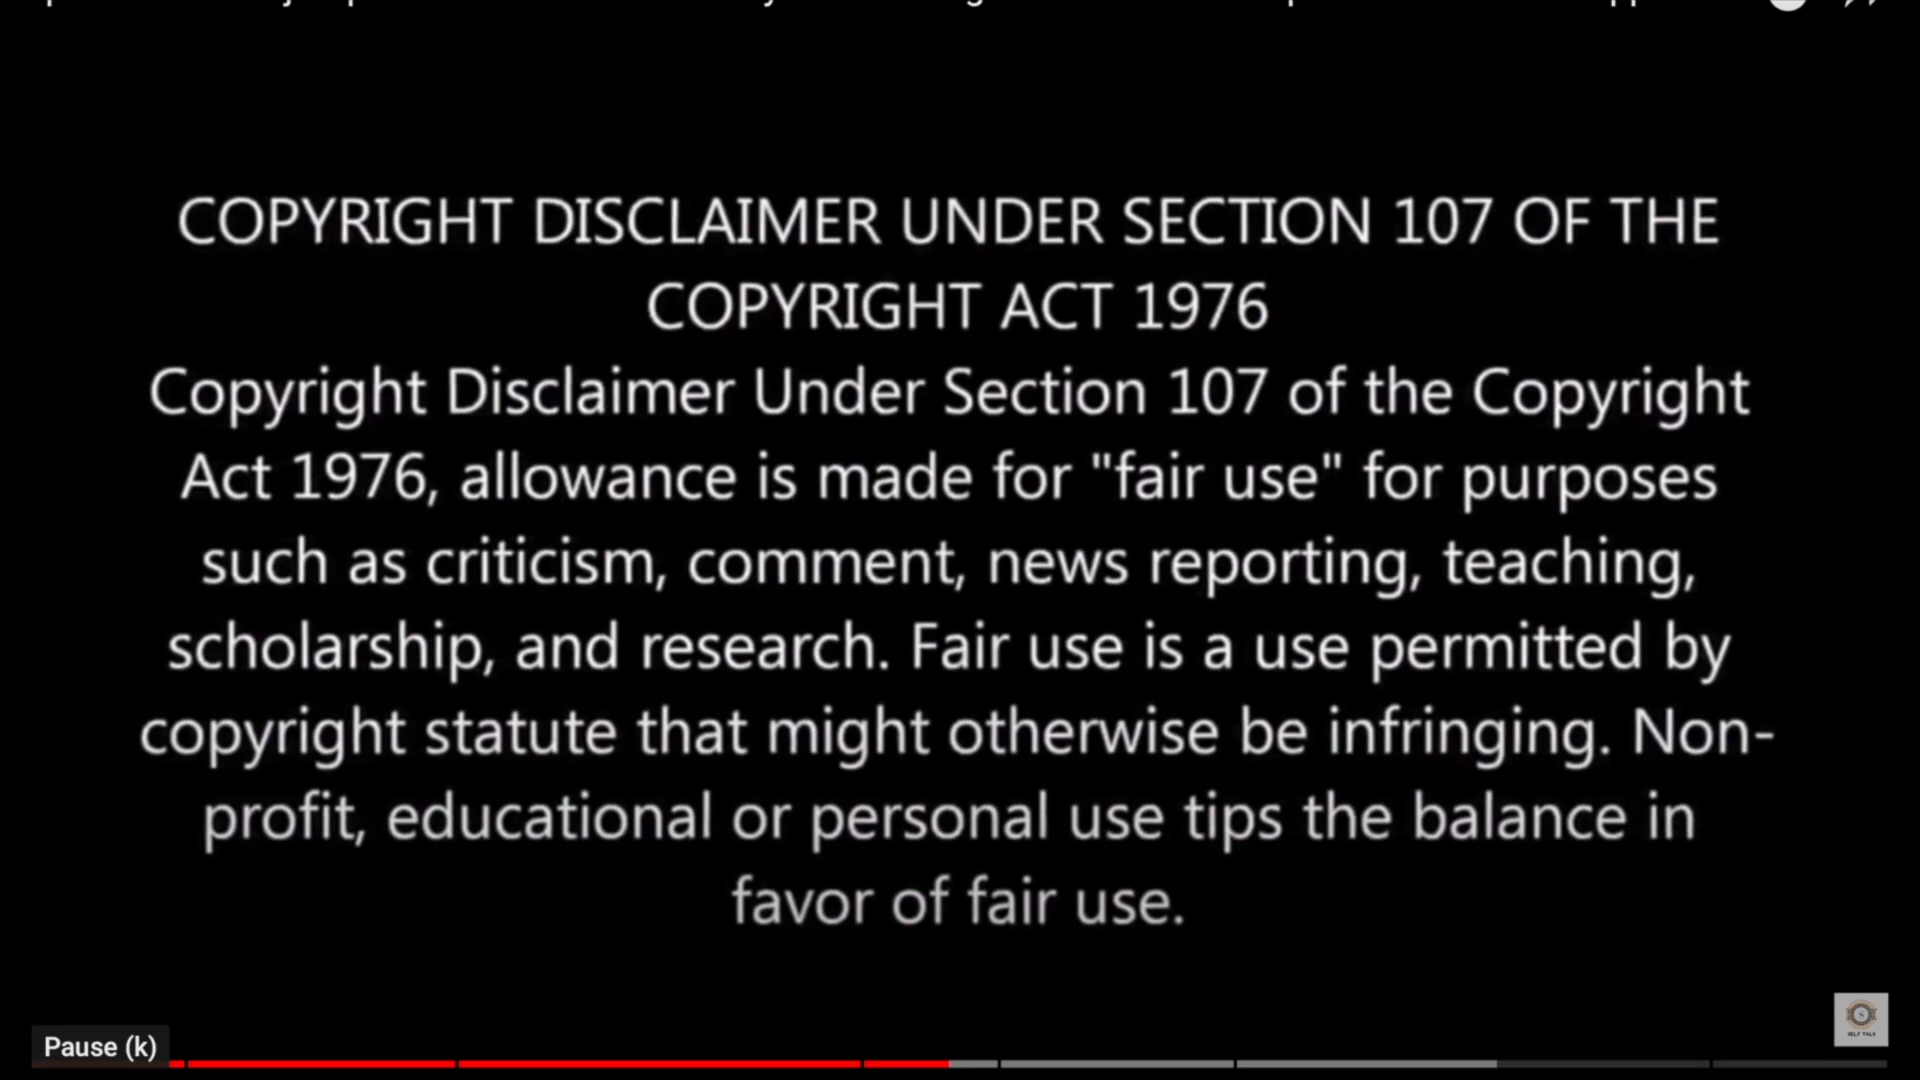 COPYRIGHT DISCLAIMER UNDER SECTION 107 OF THE
COPYRIGHT ACT 1976
Copyright Disclaimer Under Section 107 of the Copyright
Act 1976, allowance is made for "fair use" for purposes
such as criticism, comment, news reporting, teaching,
scholarship, and research. Fair use is a use permitted by
copyright statute that might otherwise be infringing. Non-
profit, educational or personal use tips the balance in
favor of fair use.
SELF TALK
Pause (k)